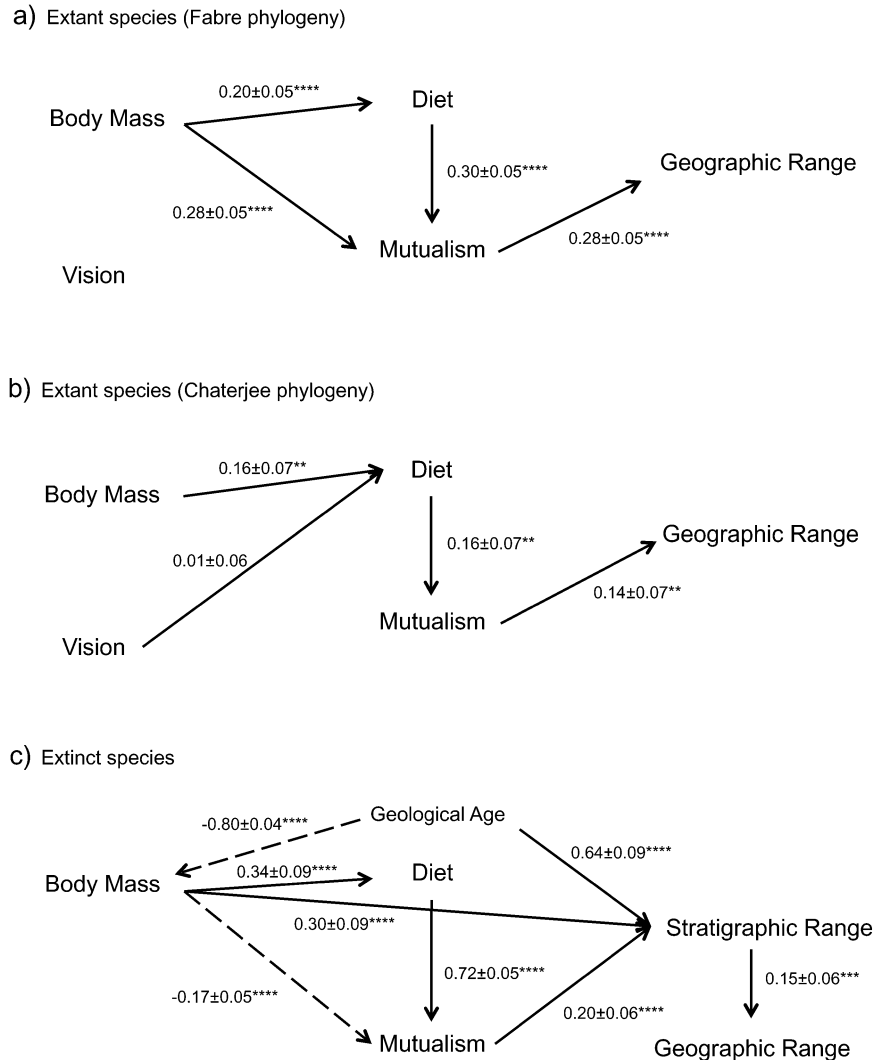 a) Extant species (Fabre phylogeny)
0.20±0.05****
Diet
Body Mass
0.30±0.05****
Geographic Range
0.28±0.05****
Mutualism
0.28±0.05****
Vision
b) Extant species (Chaterjee phylogeny)
0.16±0.07**
Diet
Body Mass
0.16±0.07**
Geographic Range
0.01±0.06
0.14±0.07**
Mutualism
Vision
c) Extinct species
Geological Age
-0.80±0.04****
0.64±0.09****
0.34±0.09****
Diet
Body Mass
0.30±0.09****
Stratigraphic Range
0.72±0.05****
0.15±0.06***
-0.17±0.05****
0.20±0.06****
Mutualism
Geographic Range